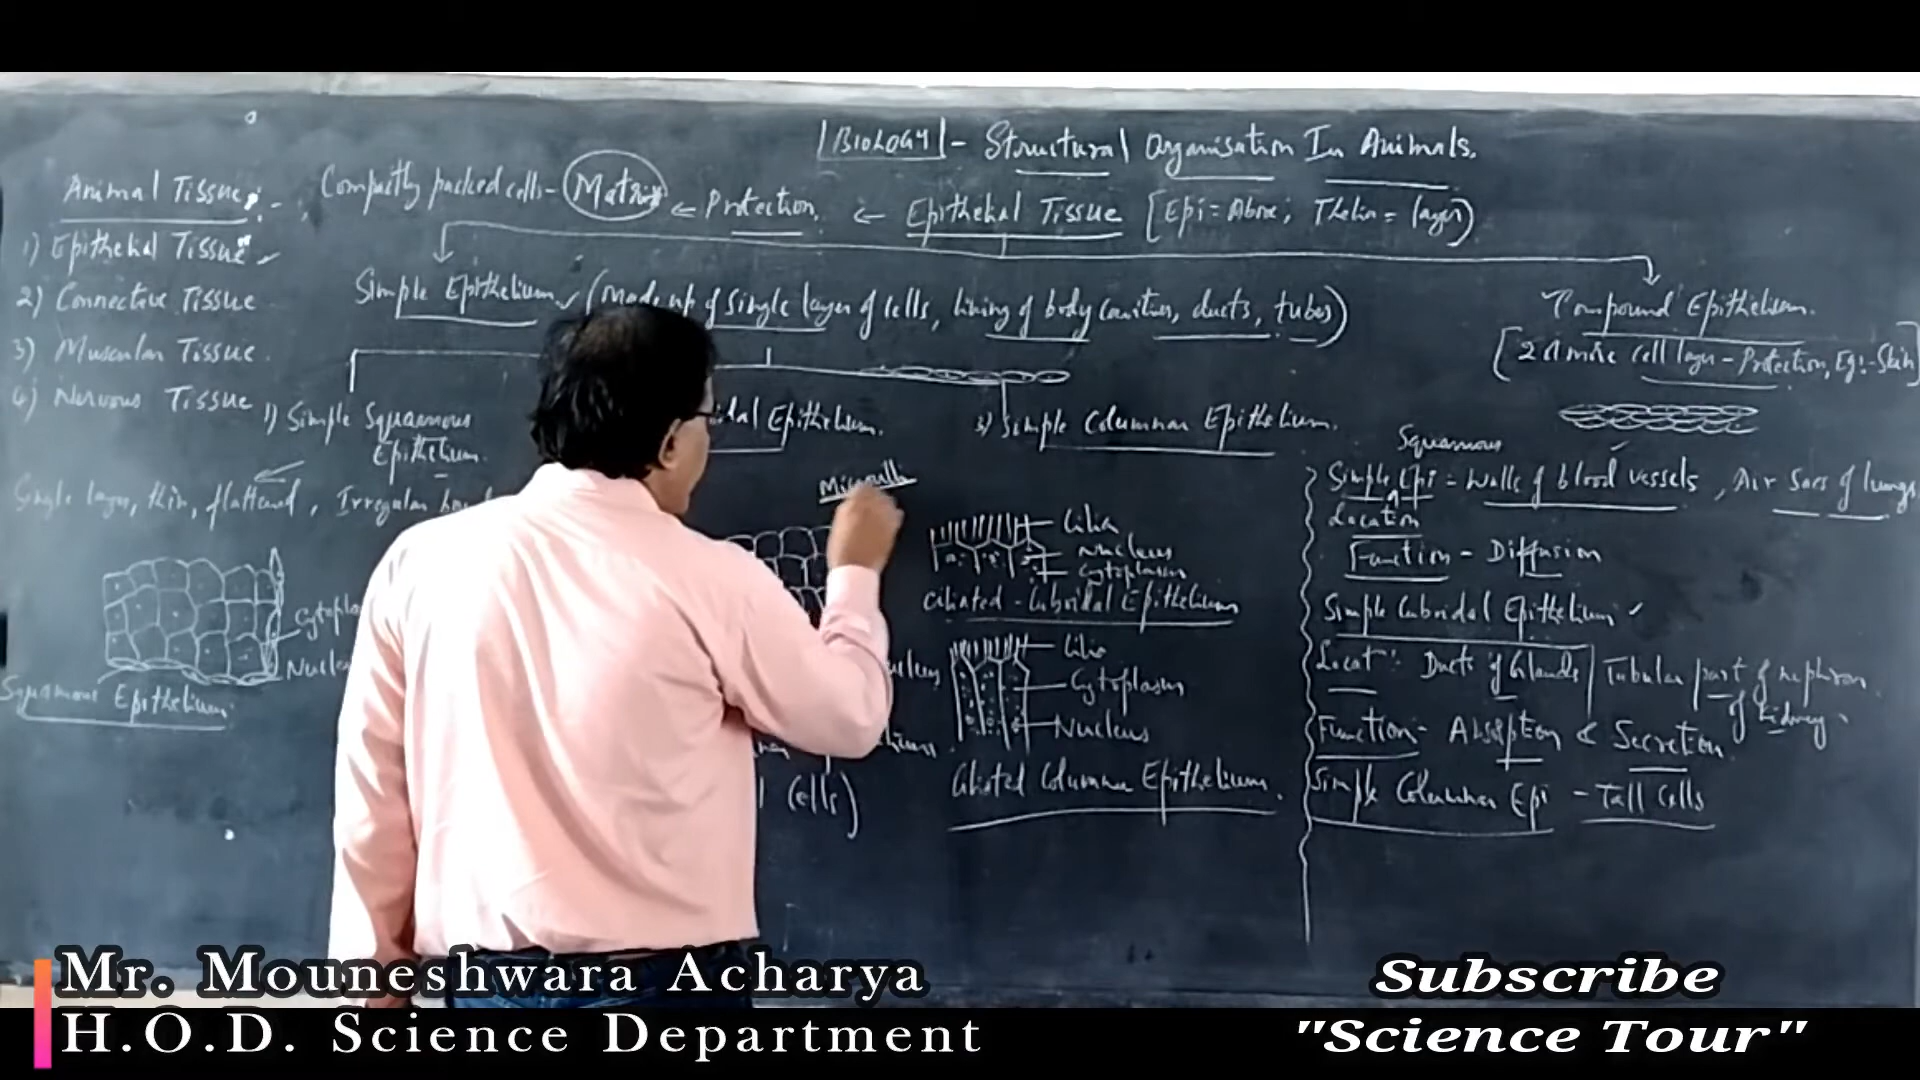 BIOLOGY - Structural Organisation In Animals.
Animal Tissue :-
Compactly packed cells - Matrix ← Protection ← Epithelial Tissue [Epi = Above; Thelia = layer)
1) Epithelial Tissue
2) Connective Tissue
3) Muscular Tissue
4) Nervous Tissue
Simple Epithelium (Made up of Single layer of cells, lining of body cavities, ducts, tubes)
Compound Epithelium.
[2 or more cell layer - Protection, Eg:- Skin]
1) Simple Squamous
Epithelium.
Epithelium.
3) Simple Columnar Epithelium.
Single layer, thin, flattened, Irregular
Nucle
Squamous Epithelium
Cells)
Cilia
Nucleus
Cytoplasm
Ciliated - Cuboidal Epithelium
Cilia
Cytoplasm
Nucleus
Ciliated Columnar Epithelium.
Squamous
Simple Epi = Walls of blood vessels, Air Sacs of lungs
Location
Function - Diffusion
Simple Cuboidal Epithelium
Locat : Ducts of Glands | Tubular part of nephron
of kidney
Function - Absorption & Secretion
Simple Columnar Epi - Tall Cells
Mr. Mouneshwara Acharya
H.O.D. Science Department
Subscribe
"Science Tour"